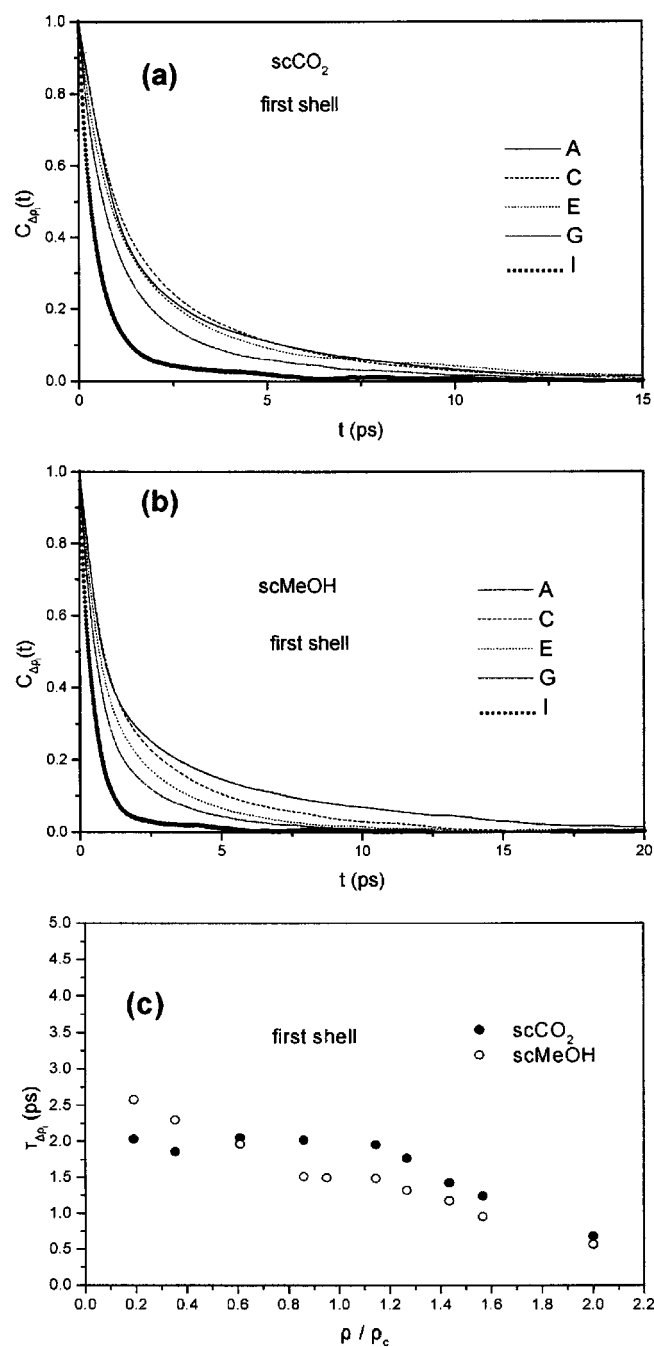 (a)
scCO₂
first shell
A
C
E
G
I
C_Δρₗ(t)
1.0
0.8
0.6
0.4
0.2
0.0
0
5
10
15
t (ps)
(b)
scMeOH
first shell
A
C
E
G
I
C_Δρₗ(t)
1.0
0.8
0.6
0.4
0.2
0.0
0
5
10
15
20
t (ps)
(c)
first shell
scCO₂
scMeOH
τ_Δρₗ (ps)
5.0
4.5
4.0
3.5
3.0
2.5
2.0
1.5
1.0
0.5
0.0
0.0
0.2
0.4
0.6
0.8
1.0
1.2
1.4
1.6
1.8
2.0
2.2
ρ / ρ_c